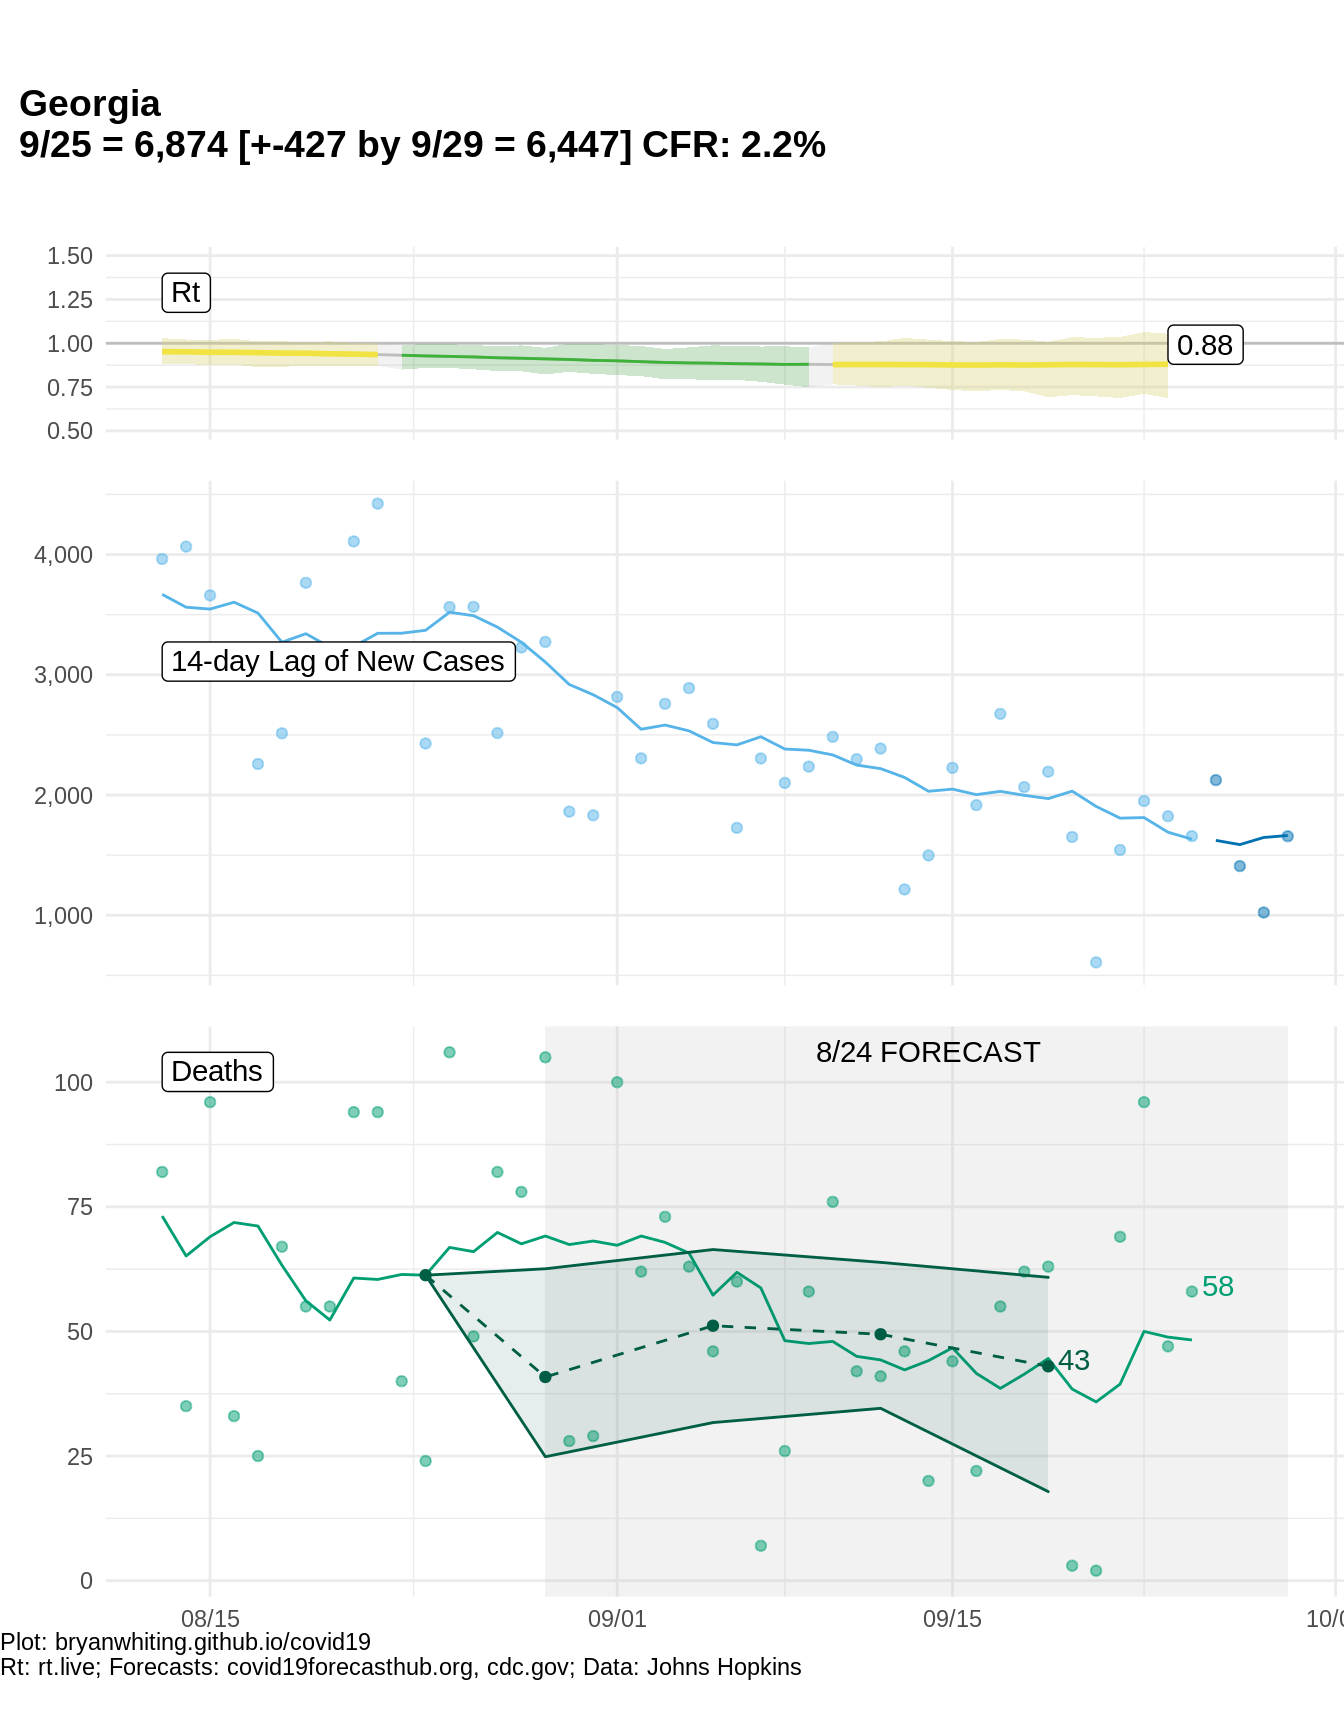 Georgia
9/25 = 6,874 [+-427 by 9/29 = 6,447] CFR: 2.2%
1.50
1.25
1.00
0.75
0.50
Rt
0.88
4,000
3,000
2,000
1,000
14-day Lag of New Cases
8/24 FORECAST
Deaths
100
75
50
25
0
58
43
08/15
09/01
09/15
10/0
Plot: bryanwhiting.github.io/covid19
Rt: rt.live; Forecasts: covid19forecasthub.org, cdc.gov; Data: Johns Hopkins